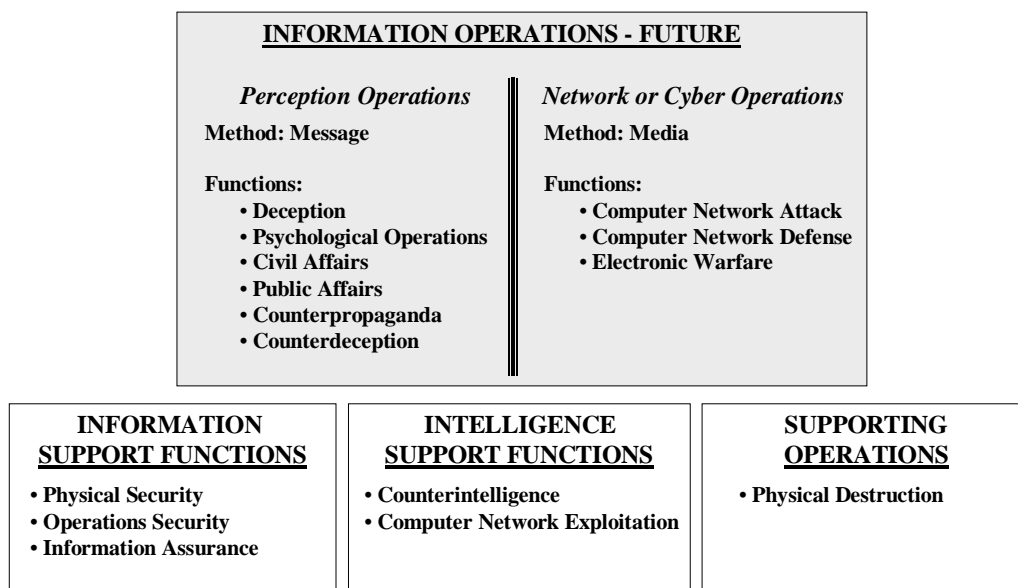 INFORMATION OPERATIONS - FUTURE
Perception Operations
Method: Message
Functions:
• Deception
• Psychological Operations
• Civil Affairs
• Public Affairs
• Counterpropaganda
• Counterdeception
Network or Cyber Operations
Method: Media
Functions:
• Computer Network Attack
• Computer Network Defense
• Electronic Warfare
INFORMATION
SUPPORT FUNCTIONS
• Physical Security
• Operations Security
• Information Assurance
INTELLIGENCE
SUPPORT FUNCTIONS
• Counterintelligence
• Computer Network Exploitation
SUPPORTING
OPERATIONS
• Physical Destruction